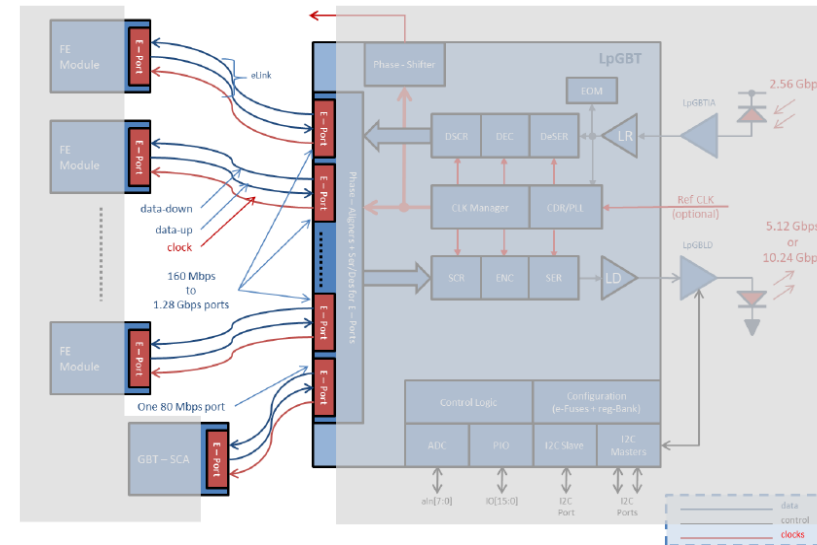 FE
Module
E – Port
eLink
FE
Module
E – Port
data-down
data-up
clock
160 Mbps
to
1.28 Gbps ports
FE
Module
E – Port
One 80 Mbps port
GBT – SCA
E – Port
E – Port
E – Port
E – Port
E – Port
Phase – Aligners + Ser/Des for E – Ports
LpGBT
Phase – Shifter
EOM
DSCR
DEC
DeSER
LR
LpGBTIA
2.56 Gbp
CLK Manager
CDR/PLL
Ref CLK
(optional)
5.12 Gbps
or
10.24 Gbp
LpGBLD
SCR
ENC
SER
LD
Control Logic
Configuration
(e-Fuses + reg-Bank)
ADC
PIO
I2C Slave
I2C
Masters
aIn[7:0]
IO[15:0]
I2C
Port
I2C
Ports
data
control
clocks